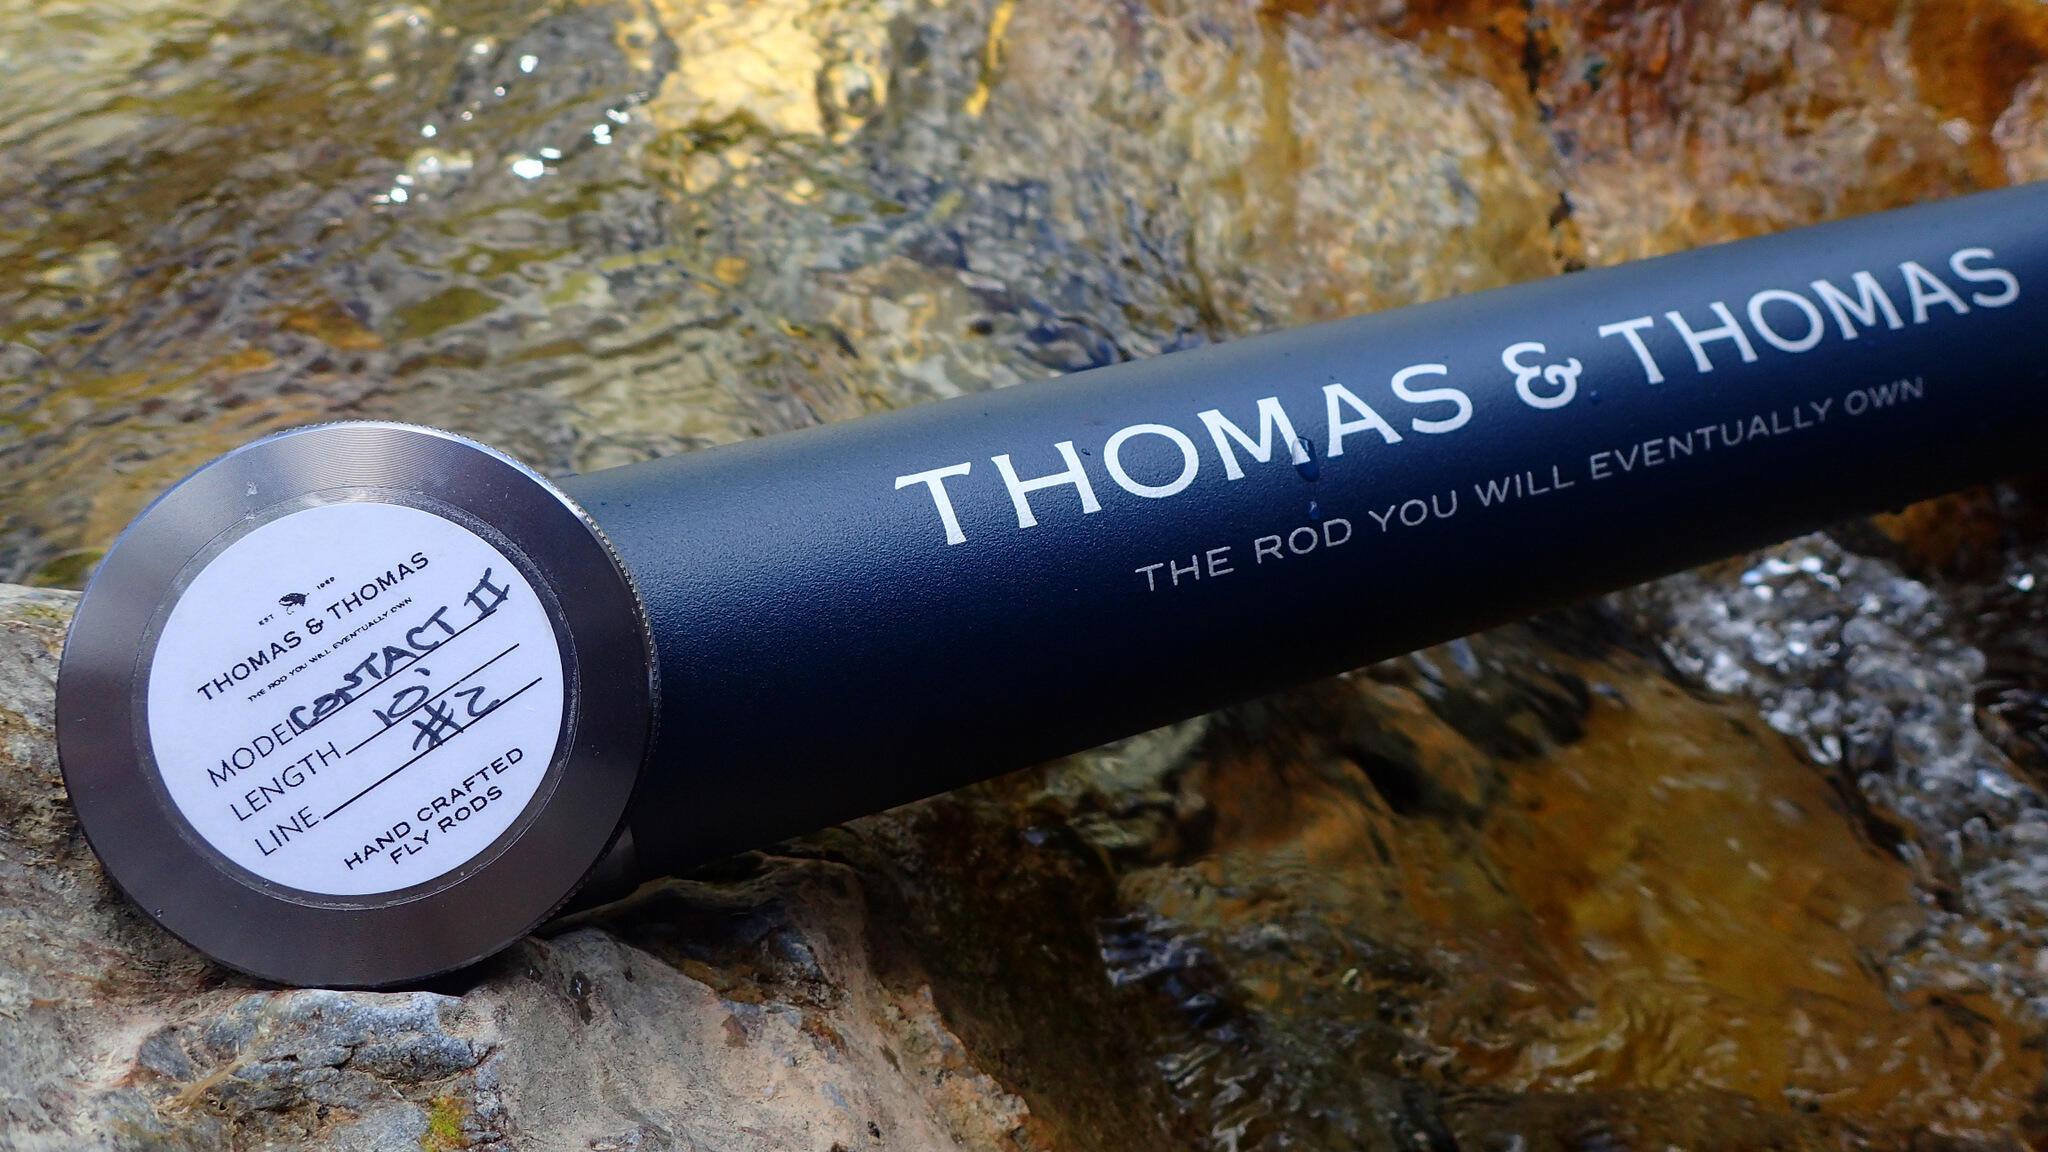 THOMAS & THOMAS
THE ROD YOU WILL EVENTUALLY OWN
EST 1969
THOMAS & THOMAS
THE ROD YOU WILL EVENTUALLY OWN
MODEL CONTACT II
LENGTH 10'
LINE #2
HAND CRAFTED
FLY RODS